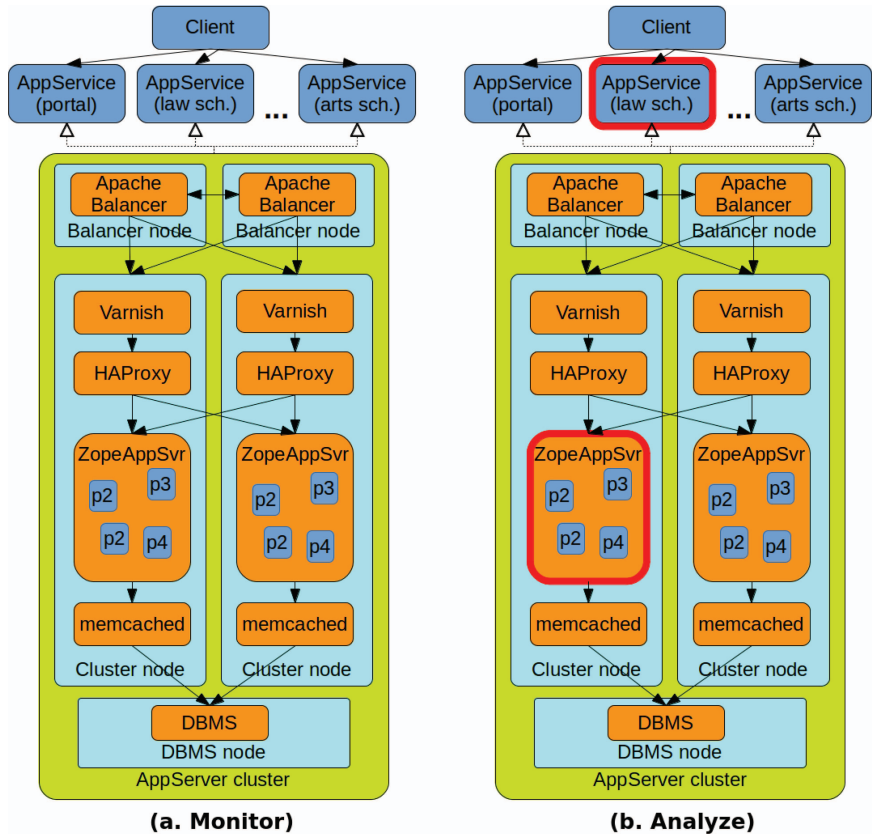 Client
AppService
(portal)
AppService
(law sch.)
...
AppService
(arts sch.)
Apache
Balancer
Balancer node
Apache
Balancer
Balancer node
Varnish
HAProxy
ZopeAppSvr
p2
p3
p2
p4
memcached
Cluster node
Varnish
HAProxy
ZopeAppSvr
p2
p3
p2
p4
memcached
Cluster node
DBMS
DBMS node
AppServer cluster
(a. Monitor)
Client
AppService
(portal)
AppService
(law sch.)
...
AppService
(arts sch.)
Apache
Balancer
Balancer node
Apache
Balancer
Balancer node
Varnish
HAProxy
ZopeAppSvr
p2
p3
p2
p4
memcached
Cluster node
Varnish
HAProxy
ZopeAppSvr
p2
p3
p2
p4
memcached
Cluster node
DBMS
DBMS node
AppServer cluster
(b. Analyze)